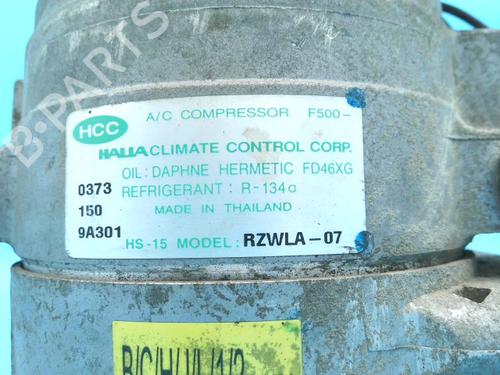 A/C COMPRESSOR F500-
HCC
HALLA CLIMATE CONTROL CORP.
OIL: DAPHNE HERMETIC FD46XG
0373 REFRIGERANT : R-134a
150 MADE IN THAILAND
9A301
HS-15 MODEL: RZWLA-07
B-PARTS